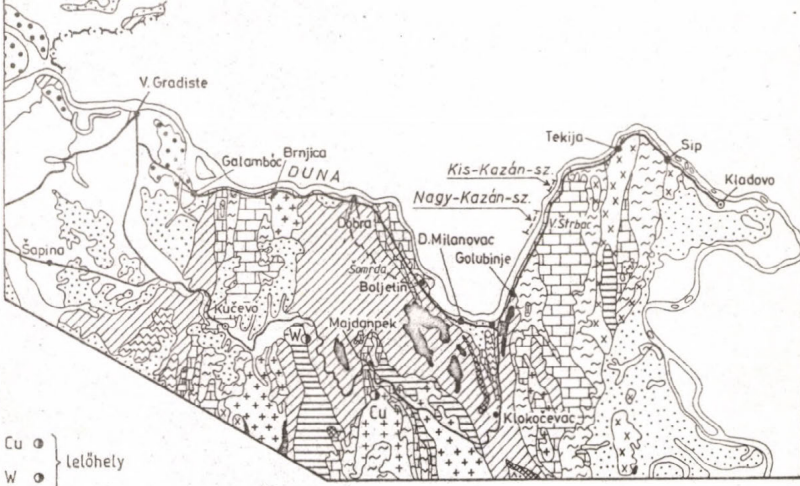 V. Gradiste
Galambóc
Brnjica
DUNA
Tekija
Sip
Kis-Kazán-sz.
Kladovo
Nagy-Kazán-sz.
Dobra
V. Štrbac
D. Milanovac
Šapina
Golubinje
Šomrda
Boljetin
Kučevo
Majdanpek
W
Cu
Klokočevac
Cu
lelőhely
W